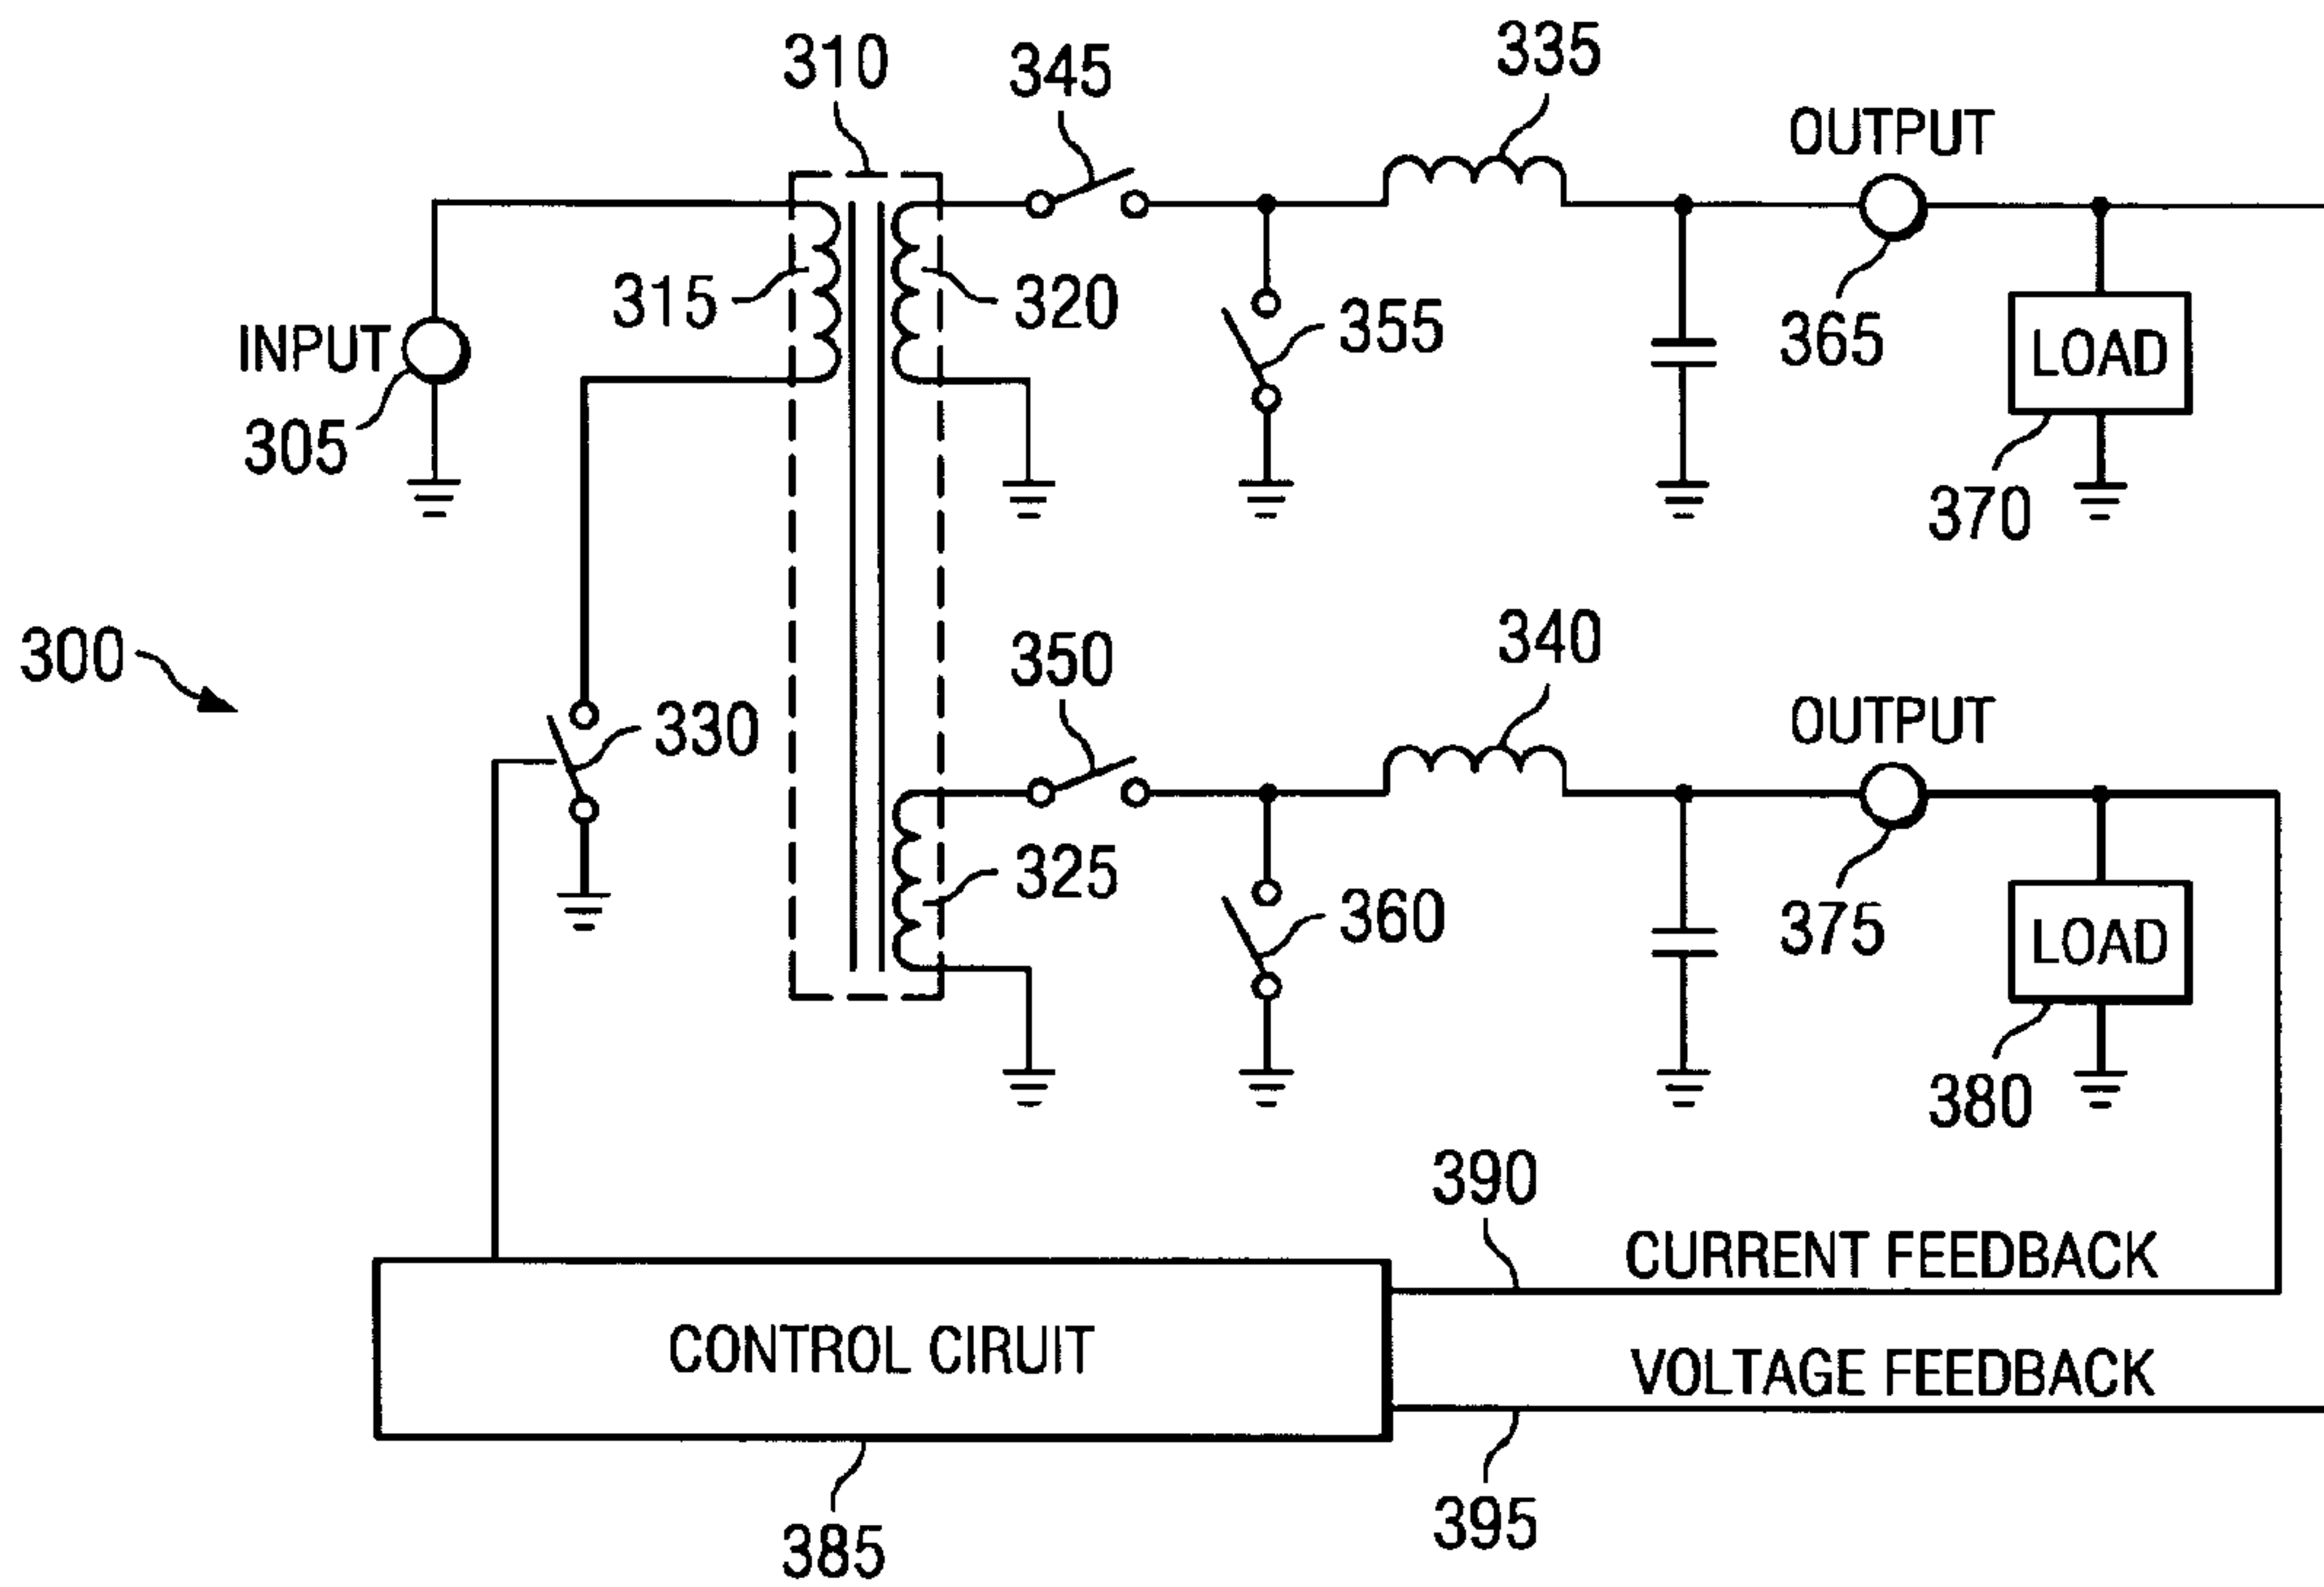 310
345
335
OUTPUT
315
320
355
INPUT
365
LOAD
305
370
300
350
340
330
OUTPUT
325
360
375
LOAD
380
390
CURRENT FEEDBACK
CONTROL CIRUIT
VOLTAGE FEEDBACK
385
395